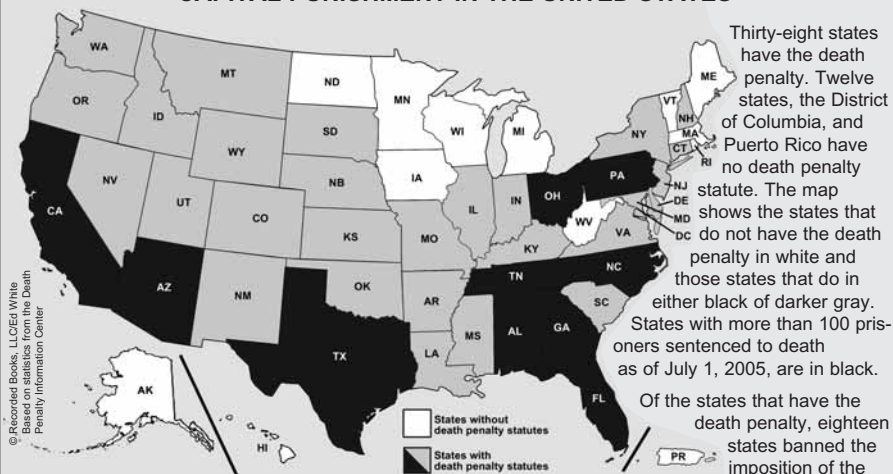 CAPITAL PUNISHMENT IN THE UNITED STATES
Thirty-eight states
have the death
penalty. Twelve
states, the District
of Columbia, and
Puerto Rico have
no death penalty
statute. The map
shows the states that
do not have the death
penalty in white and
those states that do in
either black of darker gray.
States with more than 100 pris-
oners sentenced to death
as of July 1, 2005, are in black.
Of the states that have the
death penalty, eighteen
states banned the
imposition of the
WA
MT
ND
MN
ME
VT
NH
OR
ID
SD
WI
MI
NY
MA
CT
RI
WY
IA
PA
NJ
NV
NB
OH
DE
CA
UT
CO
IL
IN
WV
VA
MD
DC
KS
MO
KY
AZ
NM
OK
AR
TN
NC
SC
TX
MS
AL
GA
LA
FL
AK
HI
PR
States without
death penalty statutes
States with
death penalty statutes
© Recorded Books, LLC/Ed White
Based on statistics from the Death
Penalty Information Center